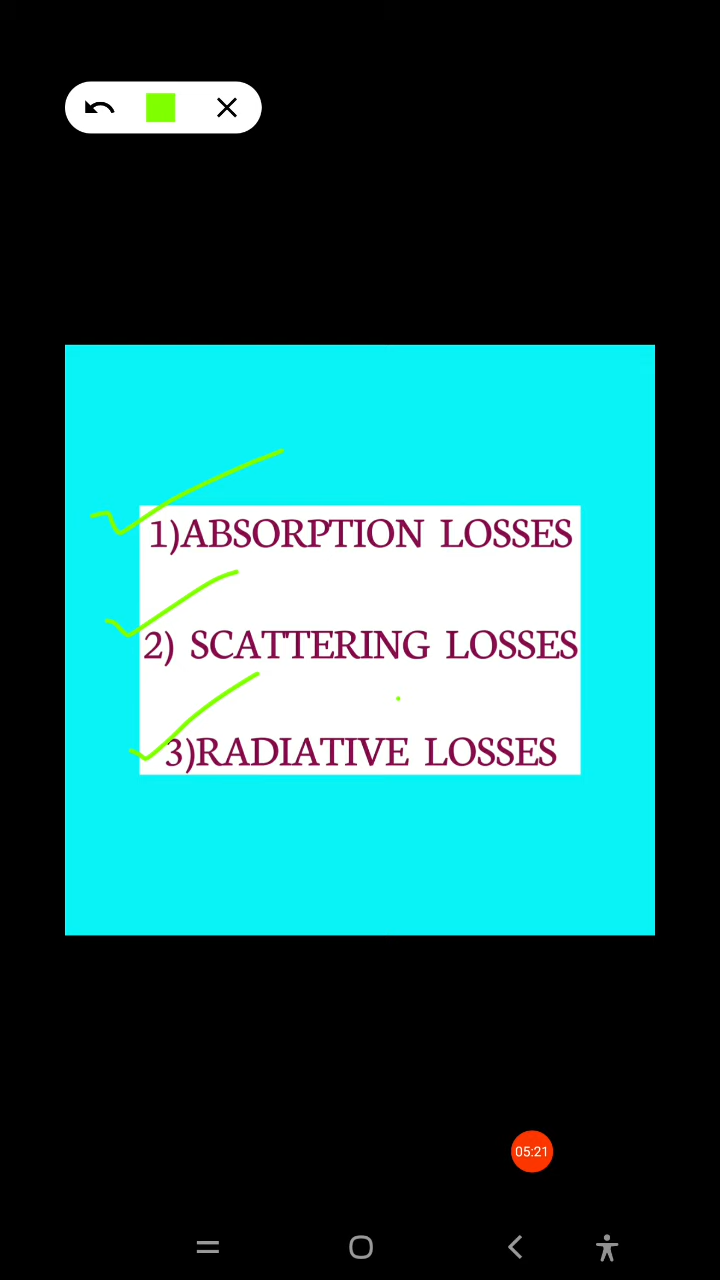 1)ABSORPTION LOSSES
2) SCATTERING LOSSES
3)RADIATIVE LOSSES
05:21